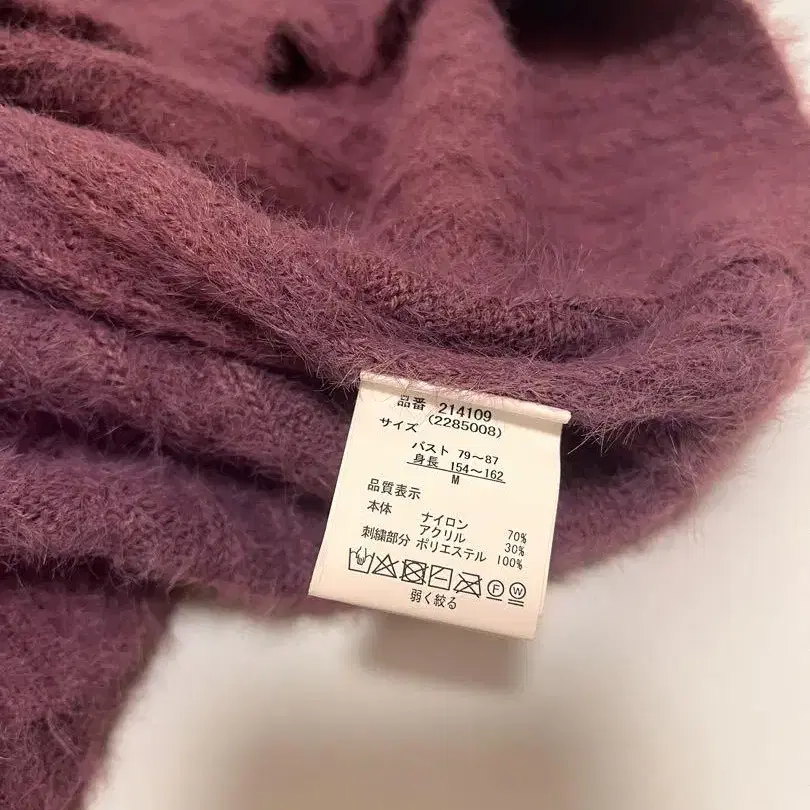 品番 214109
(2285008)
サイズ
バスト 79~87
身長 154~162
M
品質表示
本体
ナイロン 70%
アクリル 30%
刺繍部分 ポリエステル 100%
F W
弱く絞る